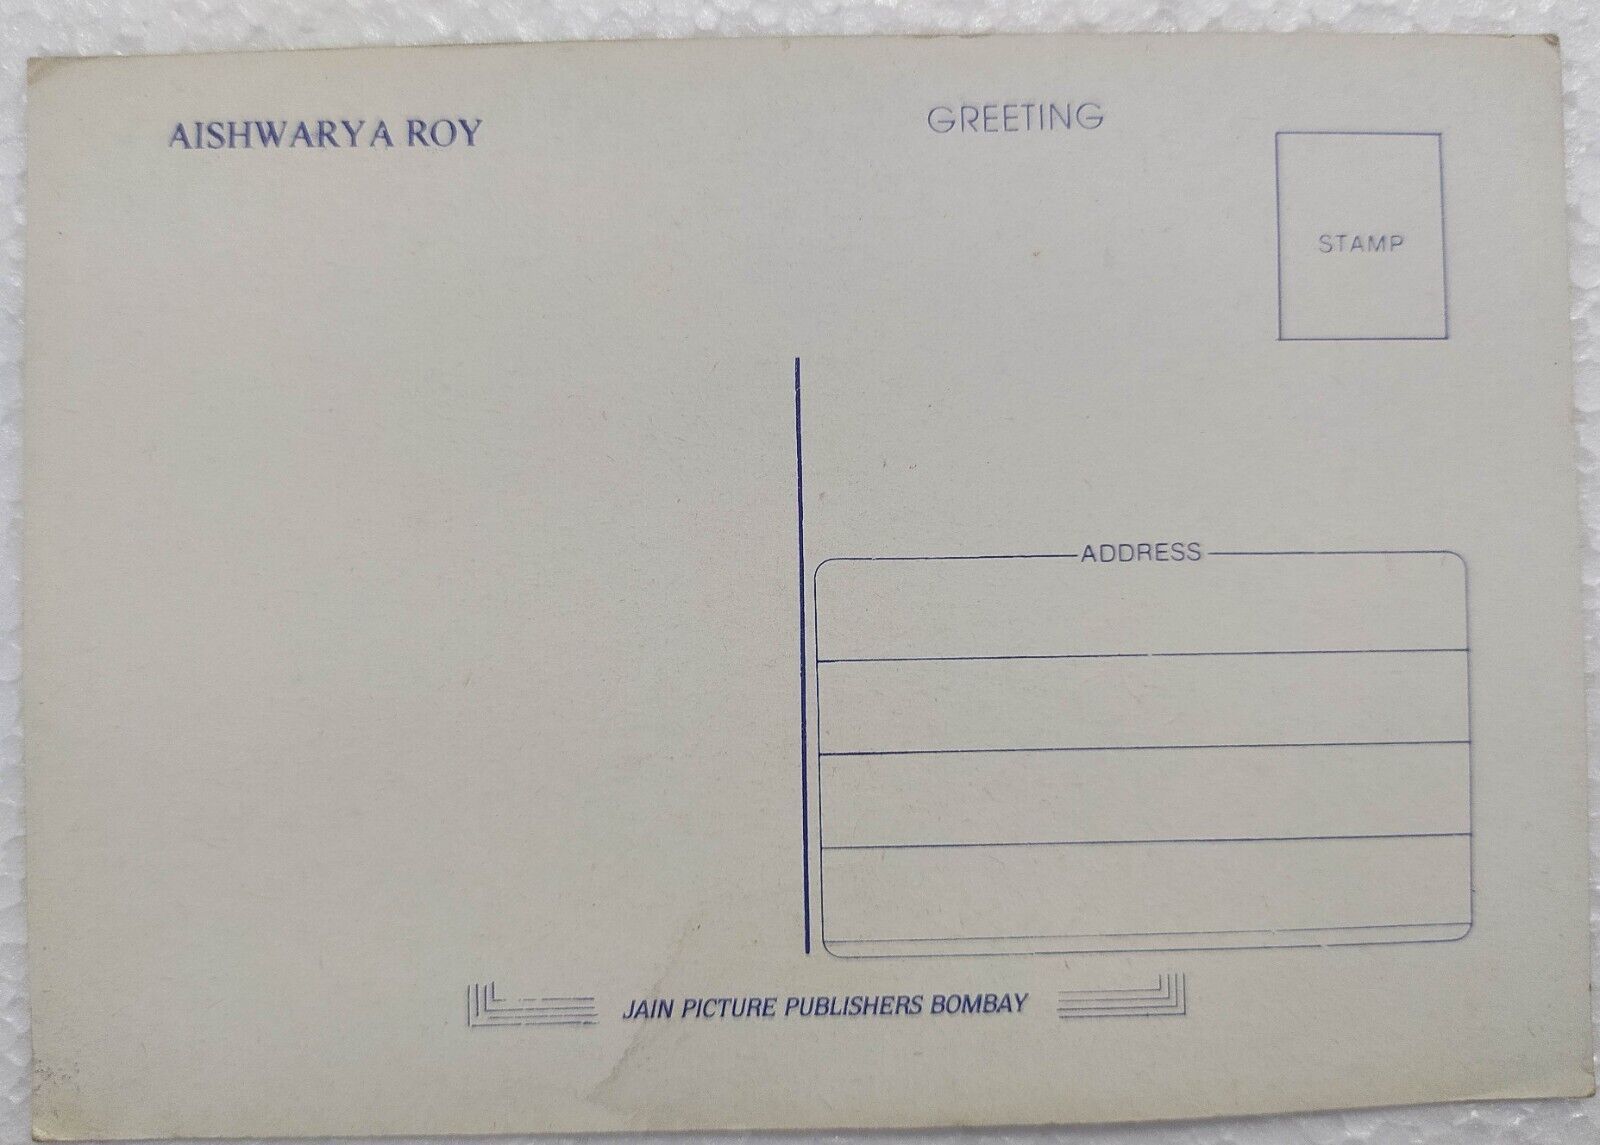 AISHWARYA ROY
GREETING
STAMP
ADDRESS
JAIN PICTURE PUBLISHERS BOMBAY